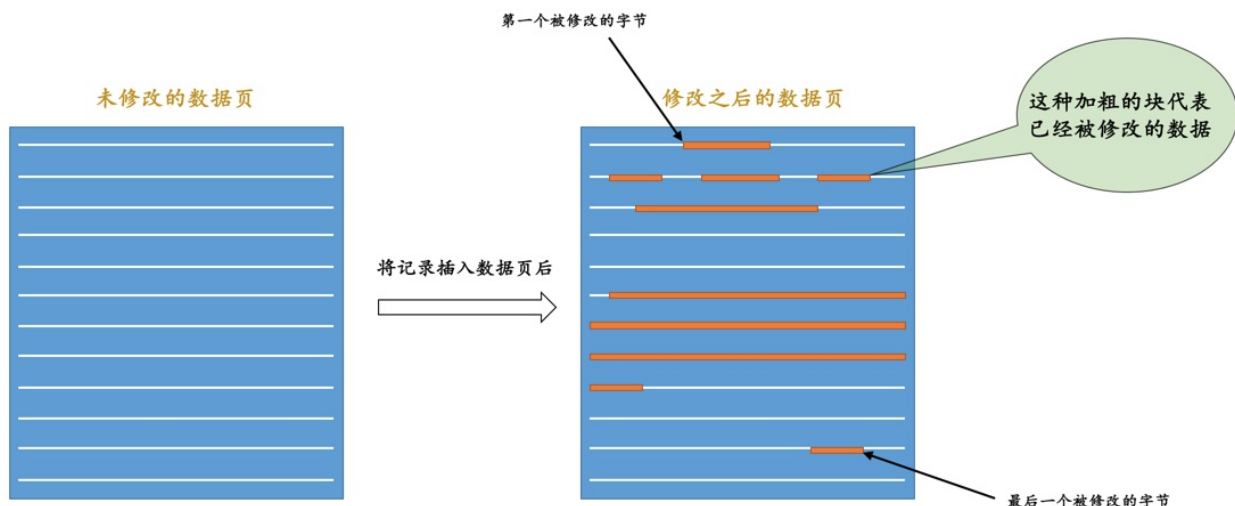 第一个被修改的字节
未修改的数据页
修改之后的数据页
这种加粗的块代表
已经被修改的数据
将记录插入数据页后
最后一个被修改的字节